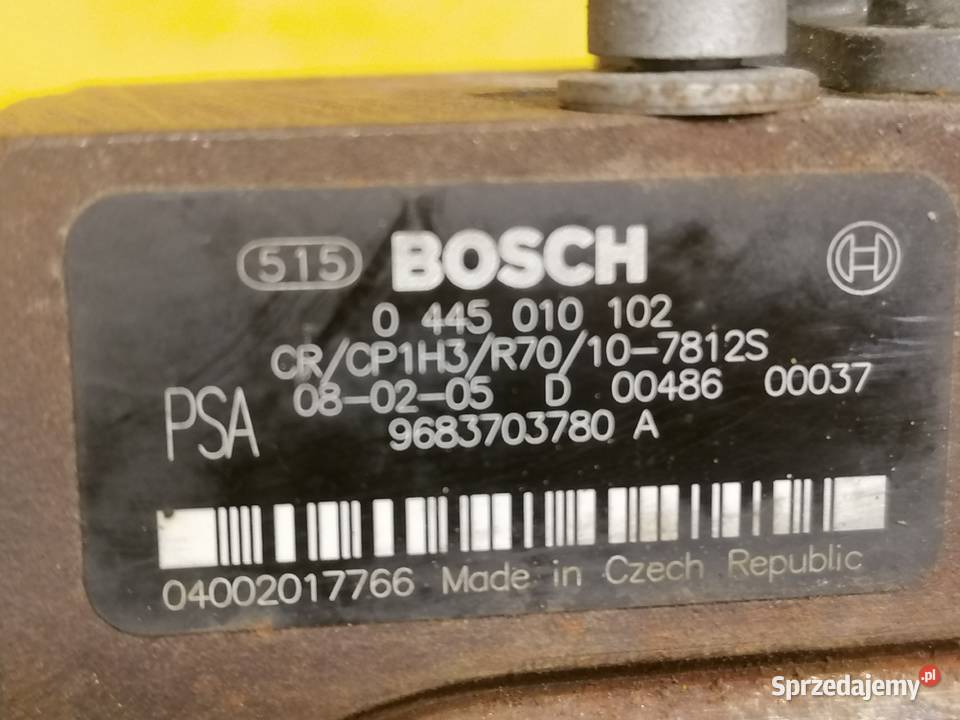 515 BOSCH
0 445 010 102
CR/CP1H3/R70/10-7812S
08-02-05 D 00486 00037
PSA
9683703780 A
04002017766 Made in Czech Republic
Sprzedajemy.pl